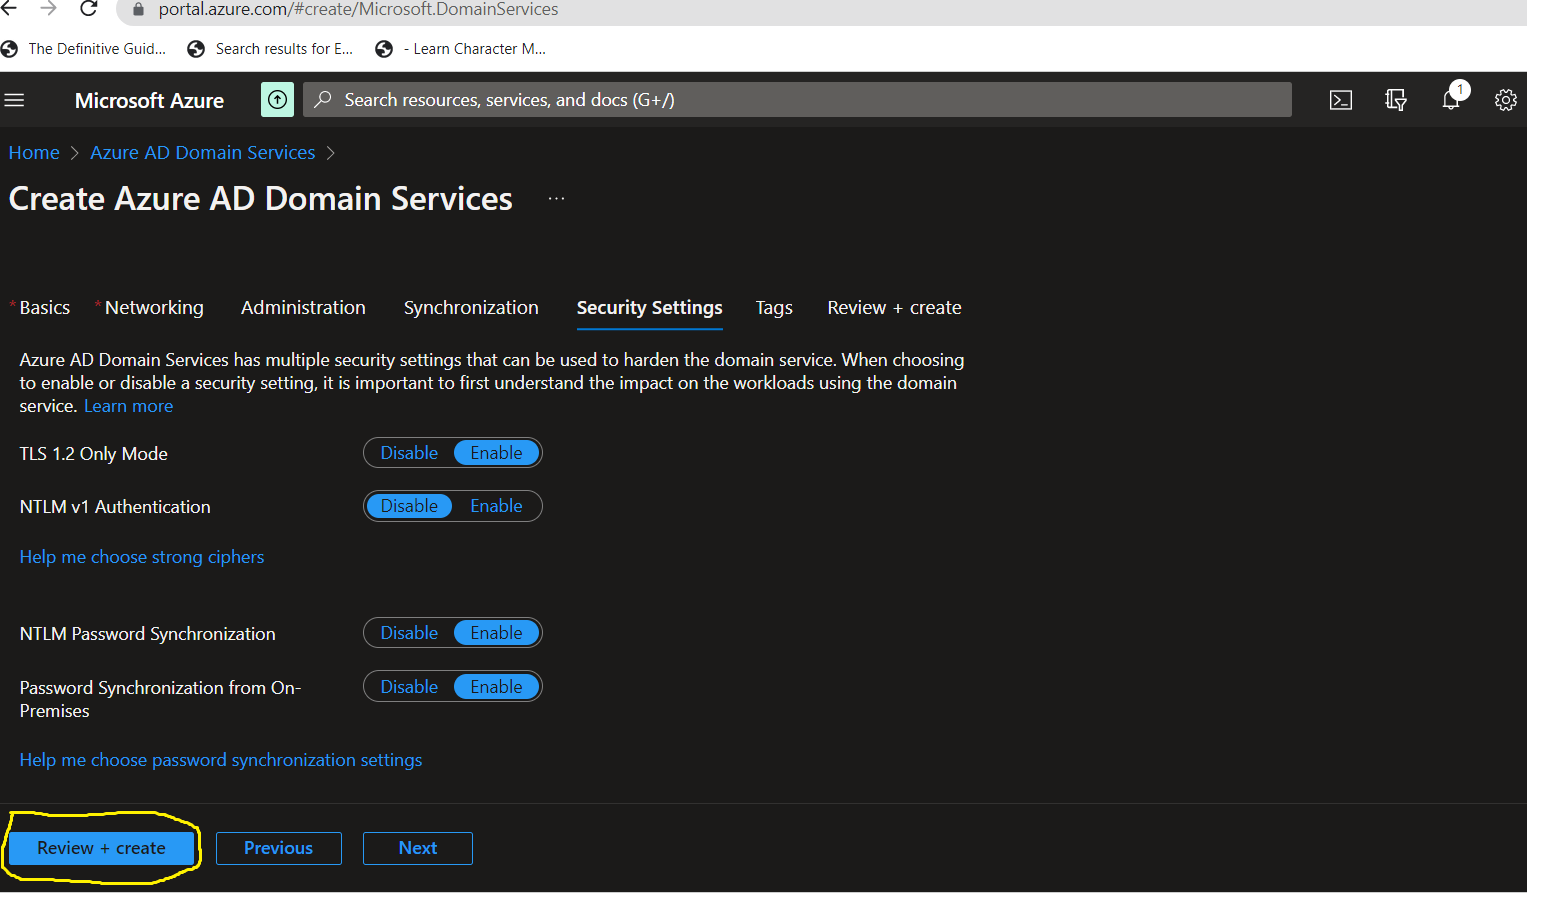 portal.azure.com/#create/Microsoft.DomainServices
The Definitive Guid... Search results for E... - Learn Character M...
Microsoft Azure Search resources, services, and docs (G+/) 1
Home > Azure AD Domain Services >
Create Azure AD Domain Services ...
* Basics * Networking Administration Synchronization Security Settings Tags Review + create
Azure AD Domain Services has multiple security settings that can be used to harden the domain service. When choosing
to enable or disable a security setting, it is important to first understand the impact on the workloads using the domain
service. Learn more
TLS 1.2 Only Mode Disable Enable
NTLM v1 Authentication Disable Enable
Help me choose strong ciphers
NTLM Password Synchronization Disable Enable
Password Synchronization from On- Disable Enable
Premises
Help me choose password synchronization settings
Review + create Previous Next